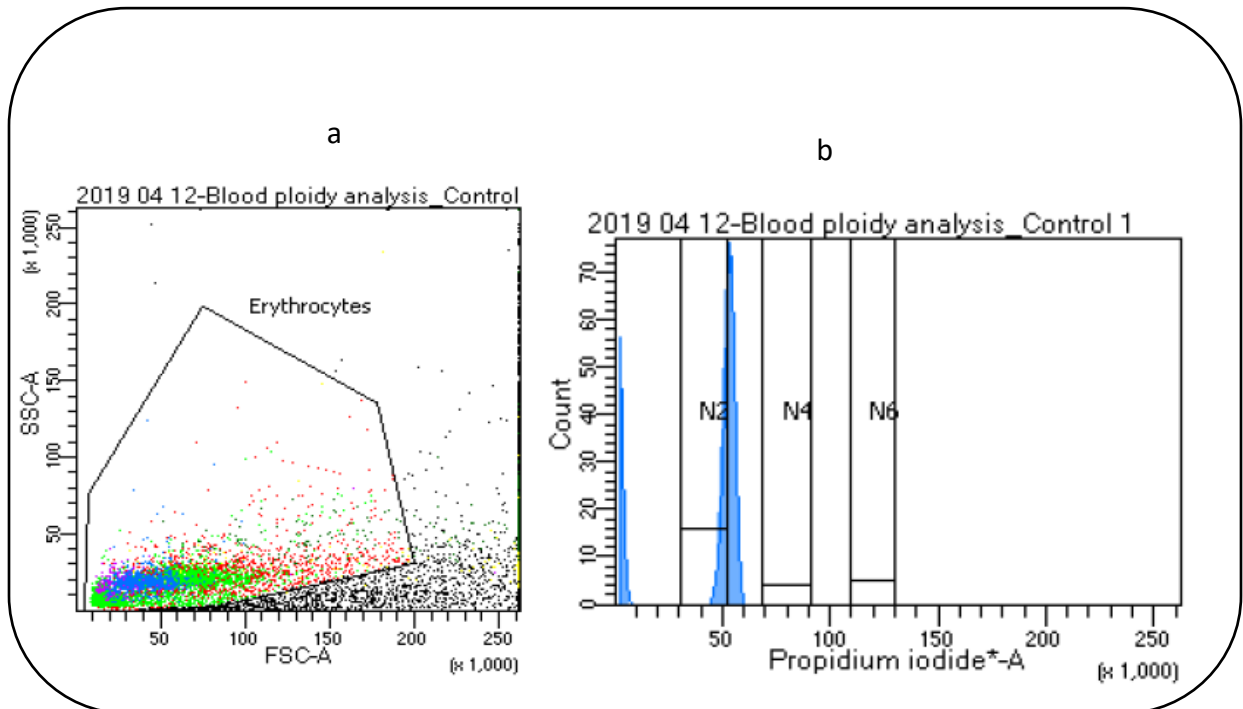 a
b
2019 04 12-Blood ploidy analysis_Control
(x 1,000)
250
200
150
100
50
SSC-A
Erythrocytes
50 100 150 200 250
FSC-A
(x 1,000)
2019 04 12-Blood ploidy analysis_Control 1
70
60
50
40
30
20
10
0
Count
N2 N4 N6
50 100 150 200 250
Propidium iodide*-A
(x 1,000)